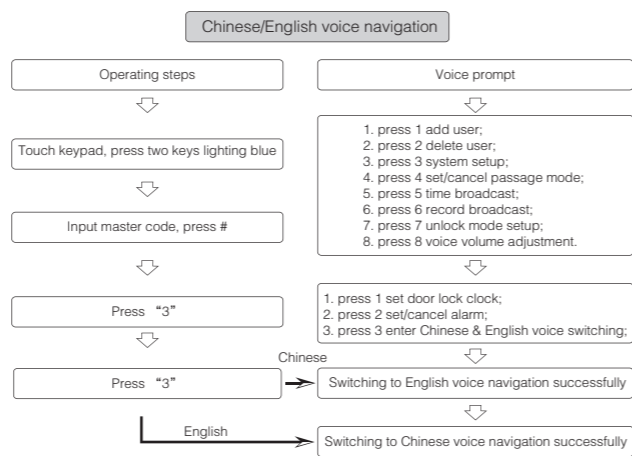 Chinese/English voice navigation
Operating steps
Voice prompt
Touch keypad, press two keys lighting blue
1. press 1 add user;
2. press 2 delete user;
3. press 3 system setup;
4. press 4 set/cancel passage mode;
5. press 5 time broadcast;
6. press 6 record broadcast;
7. press 7 unlock mode setup;
8. press 8 voice volume adjustment.
Input master code, press #
Press “3”
1. press 1 set door lock clock;
2. press 2 set/cancel alarm;
3. press 3 enter Chinese & English voice switching;
Press “3”
Chinese
Switching to English voice navigation successfully
English
Switching to Chinese voice navigation successfully